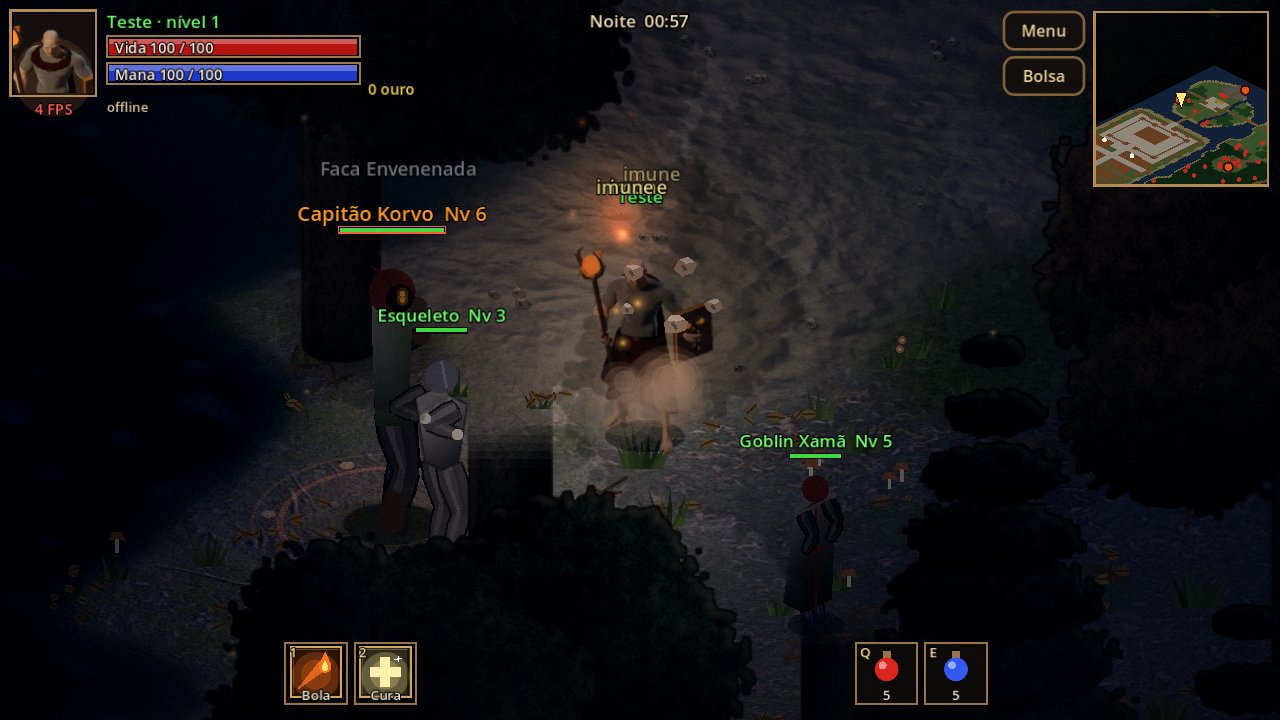 Teste · nível 1
Vida 100 / 100
Mana 100 / 100
0 ouro
4 FPS
offline
Noite 00:57
Menu
Bolsa
Faca Envenenada
Capitão Korvo Nv 6
imune
imune
Teste
Esqueleto Nv 3
Goblin Xamã Nv 5
1
Bola
2
Cura
Q
5
E
5